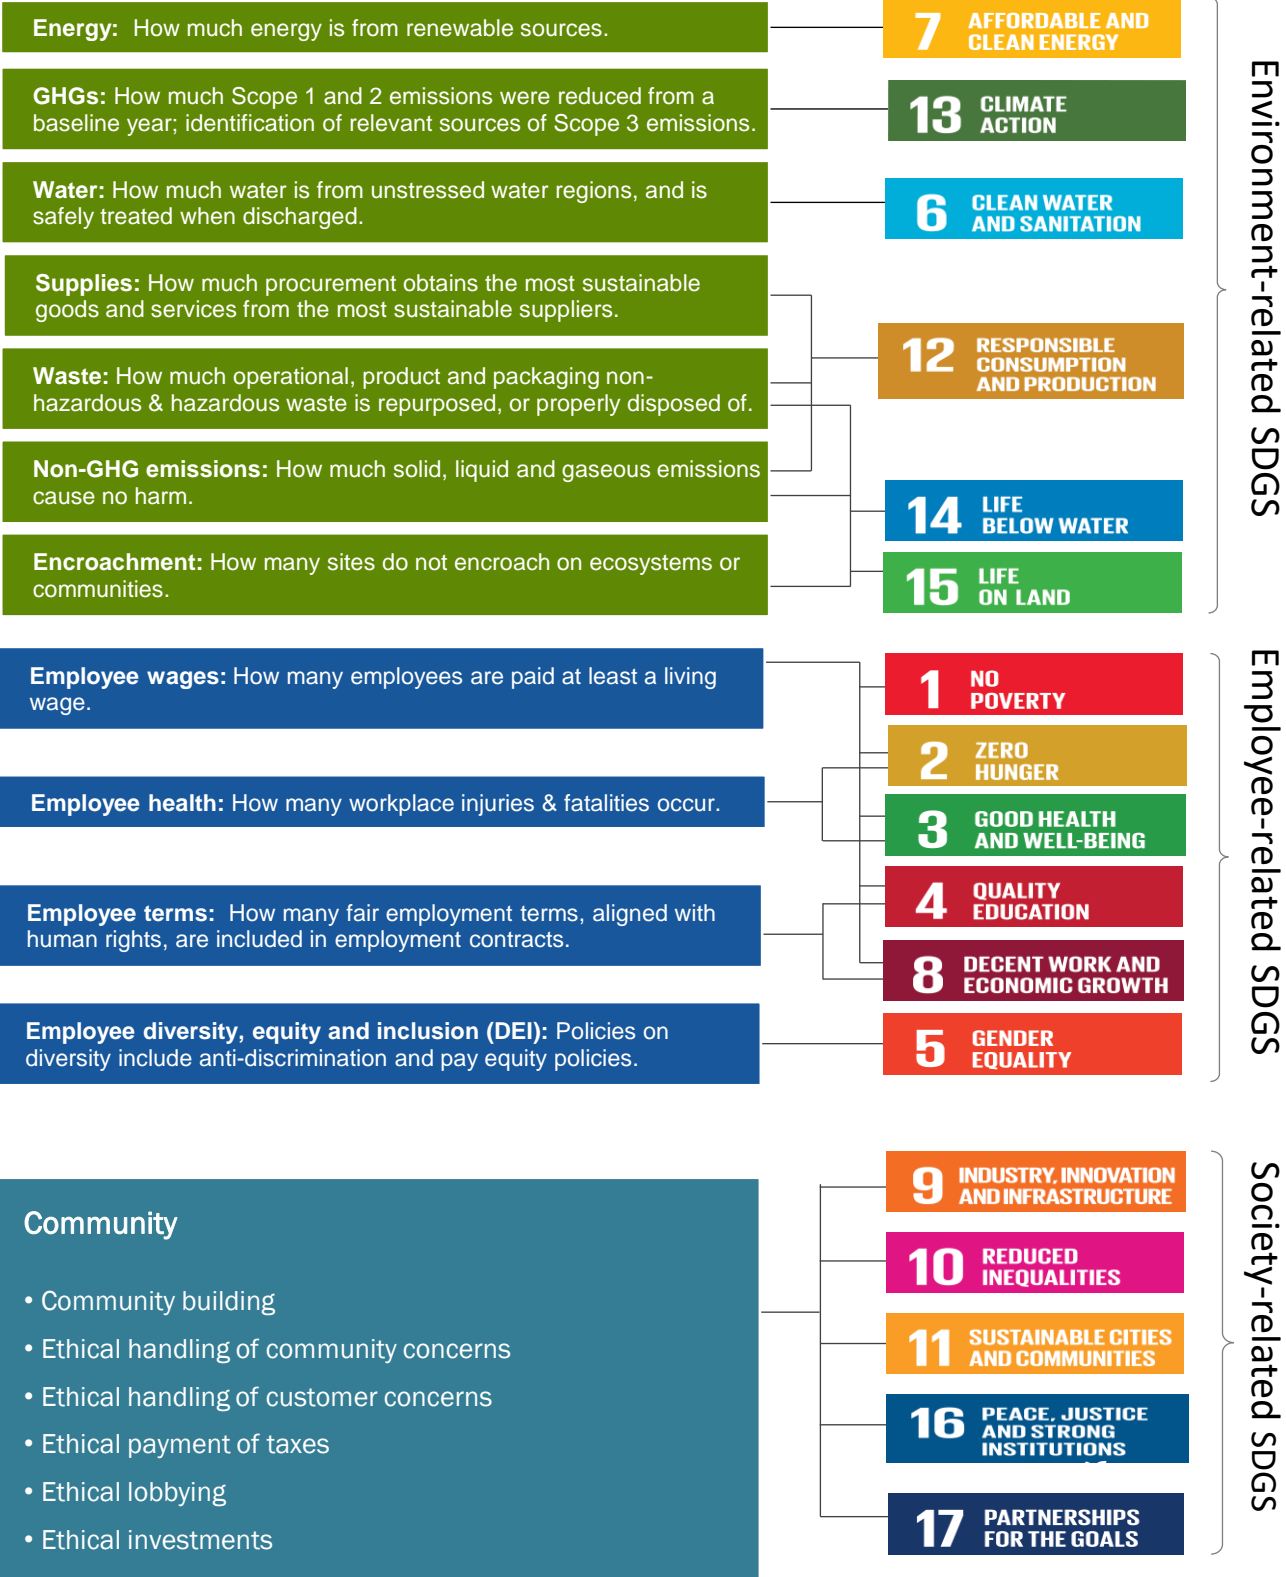 Energy: How much energy is from renewable sources.
7 AFFORDABLE AND
CLEAN ENERGY
GHGs: How much Scope 1 and 2 emissions were reduced from a
baseline year; identification of relevant sources of Scope 3 emissions.
13 CLIMATE
ACTION
Water: How much water is from unstressed water regions, and is
safely treated when discharged.
6 CLEAN WATER
AND SANITATION
Supplies: How much procurement obtains the most sustainable
goods and services from the most sustainable suppliers.
12 RESPONSIBLE
CONSUMPTION
AND PRODUCTION
Waste: How much operational, product and packaging non-
hazardous & hazardous waste is repurposed, or properly disposed of.
Non-GHG emissions: How much solid, liquid and gaseous emissions
cause no harm.
14 LIFE
BELOW WATER
Encroachment: How many sites do not encroach on ecosystems or
communities.
15 LIFE
ON LAND
Environment-related SDGS
Employee wages: How many employees are paid at least a living
wage.
1 NO
POVERTY
2 ZERO
HUNGER
Employee health: How many workplace injuries & fatalities occur.
3 GOOD HEALTH
AND WELL-BEING
Employee terms: How many fair employment terms, aligned with
human rights, are included in employment contracts.
4 QUALITY
EDUCATION
8 DECENT WORK AND
ECONOMIC GROWTH
Employee diversity, equity and inclusion (DEI): Policies on
diversity include anti-discrimination and pay equity policies.
5 GENDER
EQUALITY
Employee-related SDGS
Community
• Community building
• Ethical handling of community concerns
• Ethical handling of customer concerns
• Ethical payment of taxes
• Ethical lobbying
• Ethical investments
9 INDUSTRY, INNOVATION
AND INFRASTRUCTURE
10 REDUCED
INEQUALITIES
11 SUSTAINABLE CITIES
AND COMMUNITIES
16 PEACE, JUSTICE
AND STRONG
INSTITUTIONS
17 PARTNERSHIPS
FOR THE GOALS
Society-related SDGS